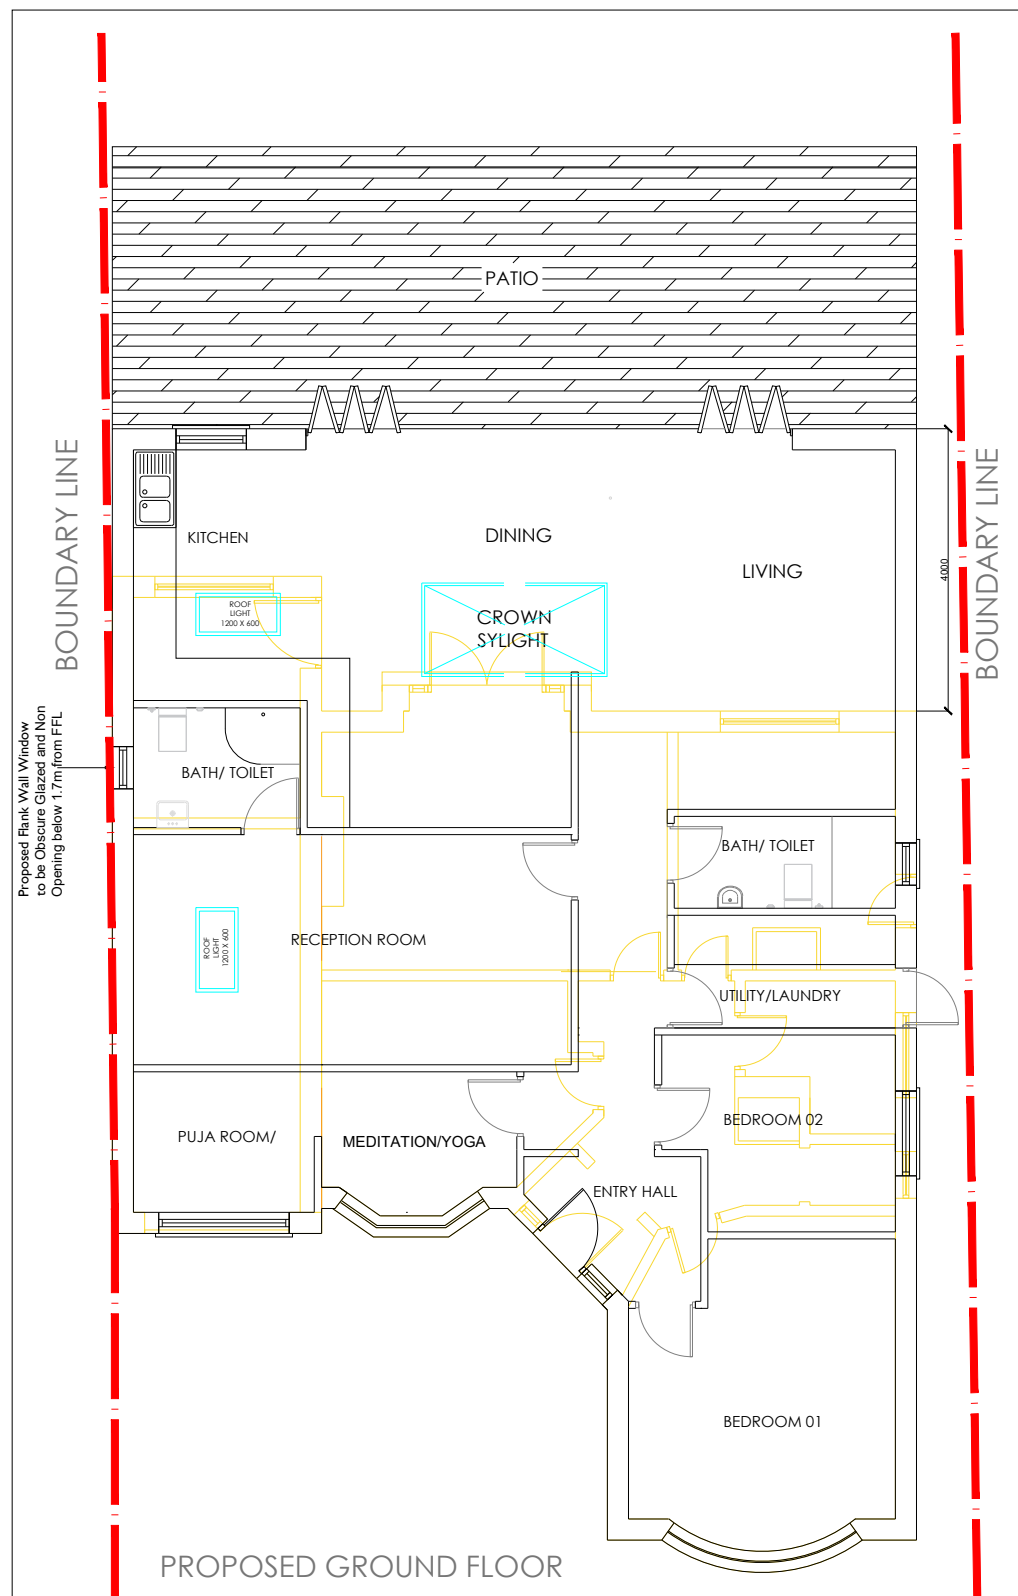 PATIO
BOUNDARY LINE
BOUNDARY LINE
KITCHEN
DINING
LIVING
4000
ROOF
LIGHT
1200 X 600
CROWN
SYLIGHT
Proposed Flank Wall Window
to be Obscure Glazed and Non
Opening below 1.7m from FFL
BATH/ TOILET
BATH/ TOILET
RECEPTION ROOM
ROOF
LIGHT
1200 X 600
UTILITY/LAUNDRY
PUJA ROOM/
MEDITATION/YOGA
BEDROOM 02
ENTRY HALL
BEDROOM 01
PROPOSED GROUND FLOOR